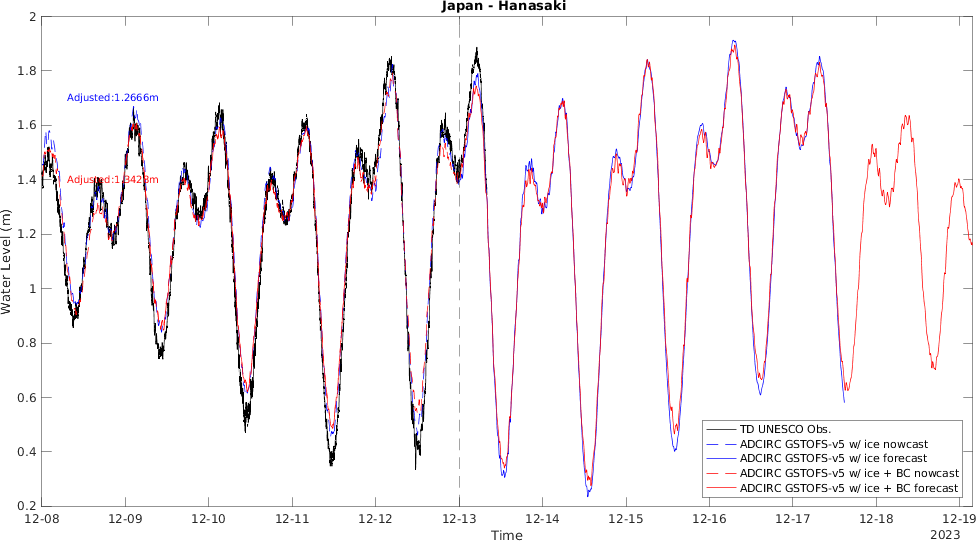 Japan - Hanasaki
Water Level (m)
2
1.8
1.6
1.4
1.2
1
0.8
0.6
0.4
0.2
Adjusted:1.2666m
Adjusted:1.3428m
TD UNESCO Obs.
ADCIRC GSTOFS-v5 w/ ice nowcast
ADCIRC GSTOFS-v5 w/ ice forecast
ADCIRC GSTOFS-v5 w/ ice + BC nowcast
ADCIRC GSTOFS-v5 w/ ice + BC forecast
12-08 12-09 12-10 12-11 12-12 12-13 12-14 12-15 12-16 12-17 12-18 12-19
Time
2023